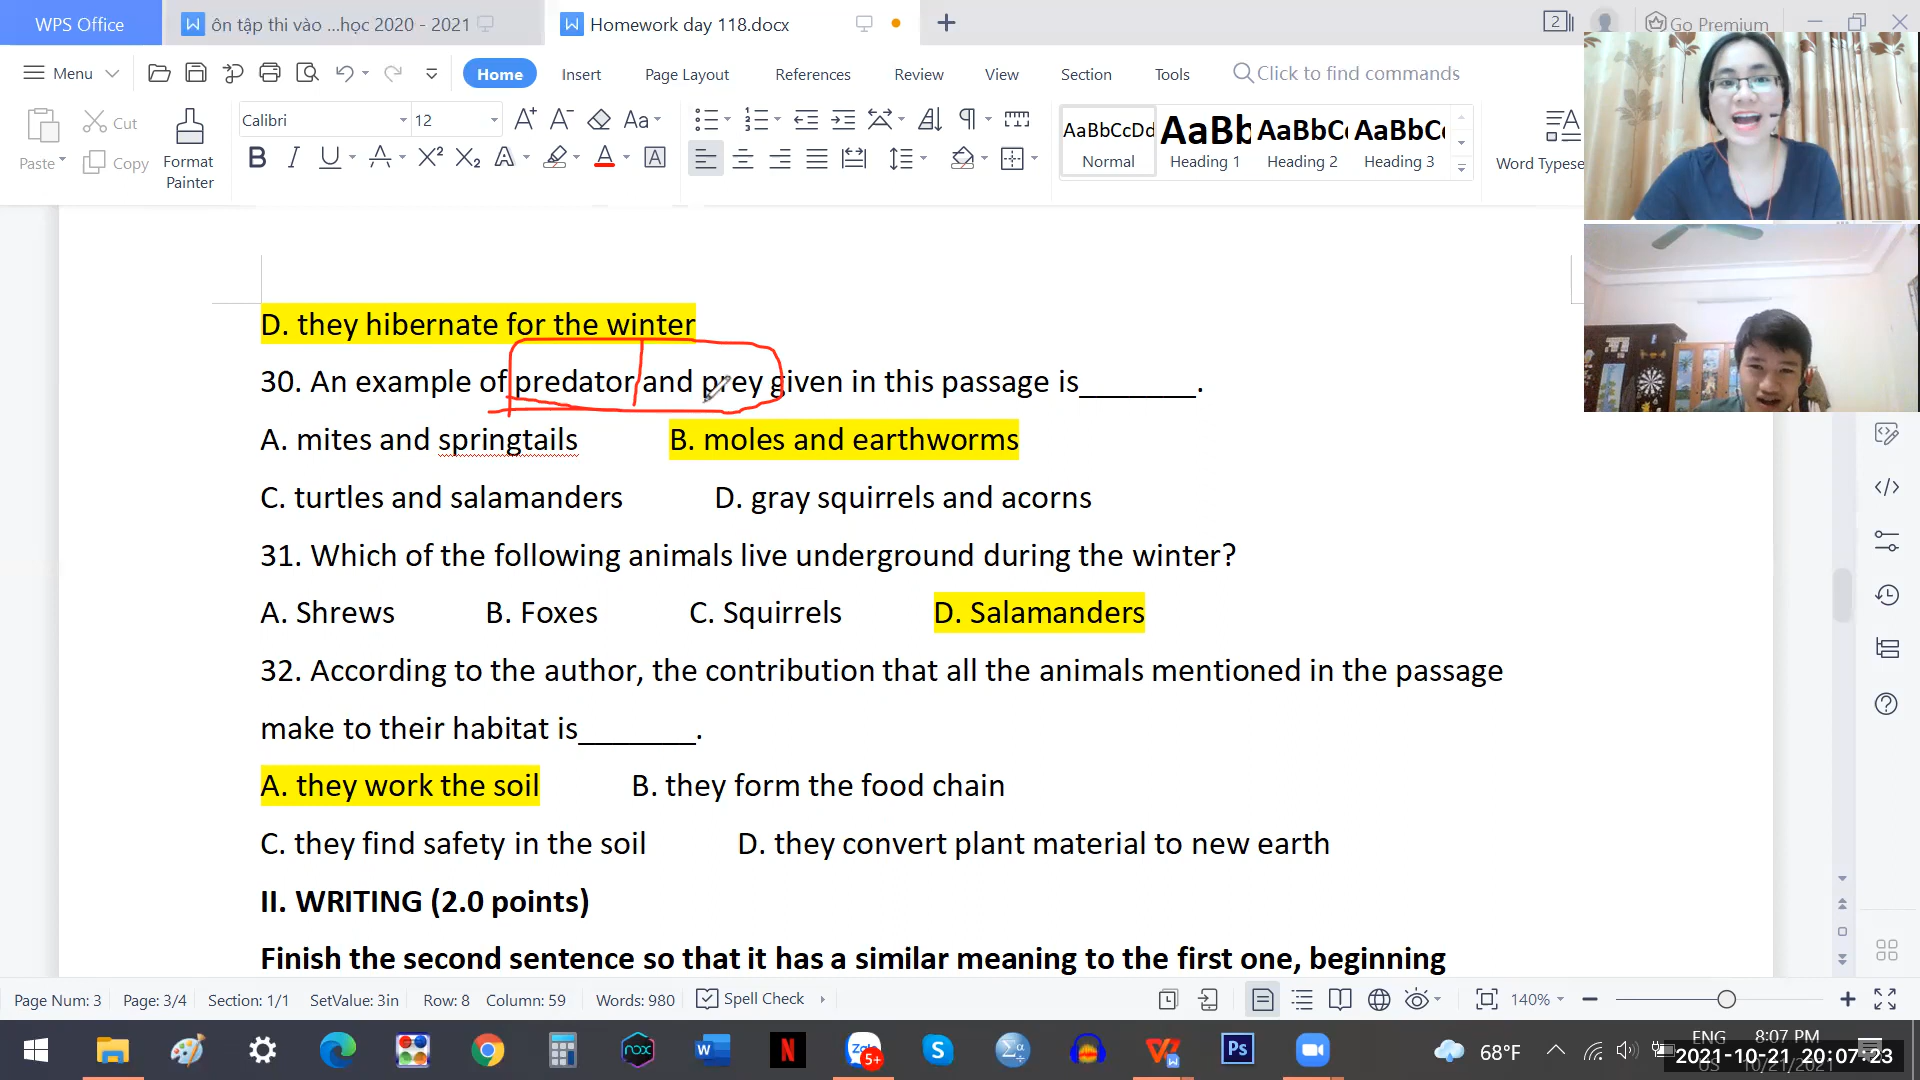 WPS Office
ôn tập thi vào ...học 2020 - 2021
Homework day 118.docx
2
Go Premium
Menu
Home
Insert
Page Layout
References
Review
View
Section
Tools
Click to find commands
Paste
Cut
Copy
Format
Painter
Calibri
12
AaBbCcDd
Normal
AaBb
Heading 1
AaBbC
Heading 2
AaBbC
Heading 3
Word Typese
D. they hibernate for the winter
30. An example of predator and prey given in this passage is_______.
A. mites and springtails B. moles and earthworms
C. turtles and salamanders D. gray squirrels and acorns
31. Which of the following animals live underground during the winter?
A. Shrews B. Foxes C. Squirrels D. Salamanders
32. According to the author, the contribution that all the animals mentioned in the passage
make to their habitat is_______.
A. they work the soil B. they form the food chain
C. they find safety in the soil D. they convert plant material to new earth
II. WRITING (2.0 points)
Finish the second sentence so that it has a similar meaning to the first one, beginning
Page Num: 3 Page: 3/4 Section: 1/1 SetValue: 3in Row: 8 Column: 59 Words: 980 Spell Check 140%
nox
N
Zalo
5+
S
Ps
68°F
ENG
8:07 PM
2021-10-21 20:07:23